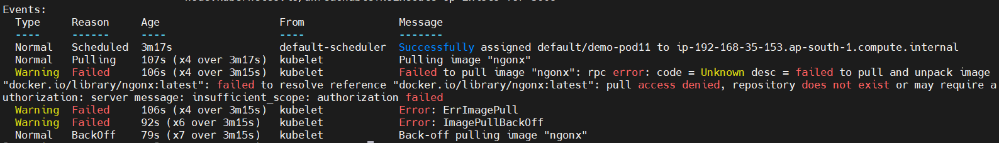 Events:
Type Reason Age From Message
---- ------ ---- ---- -------
Normal Scheduled 3m17s default-scheduler Successfully assigned default/demo-pod11 to ip-192-168-35-153.ap-south-1.compute.internal
Normal Pulling 107s (x4 over 3m17s) kubelet Pulling image "ngonx"
Warning Failed 106s (x4 over 3m15s) kubelet Failed to pull image "ngonx": rpc error: code = Unknown desc = failed to pull and unpack image
"docker.io/library/ngonx:latest": failed to resolve reference "docker.io/library/ngonx:latest": pull access denied, repository does not exist or may require a
uthorization: server message: insufficient_scope: authorization failed
Warning Failed 106s (x4 over 3m15s) kubelet Error: ErrImagePull
Warning Failed 92s (x6 over 3m15s) kubelet Error: ImagePullBackOff
Normal BackOff 79s (x7 over 3m15s) kubelet Back-off pulling image "ngonx"